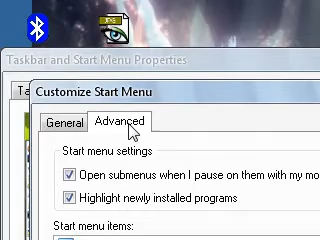 Taskbar and Start Menu Properties
Ta
Customize Start Menu
General
Advanced
Start menu settings
Open submenus when I pause on them with my mo
Highlight newly installed programs
Start menu items: